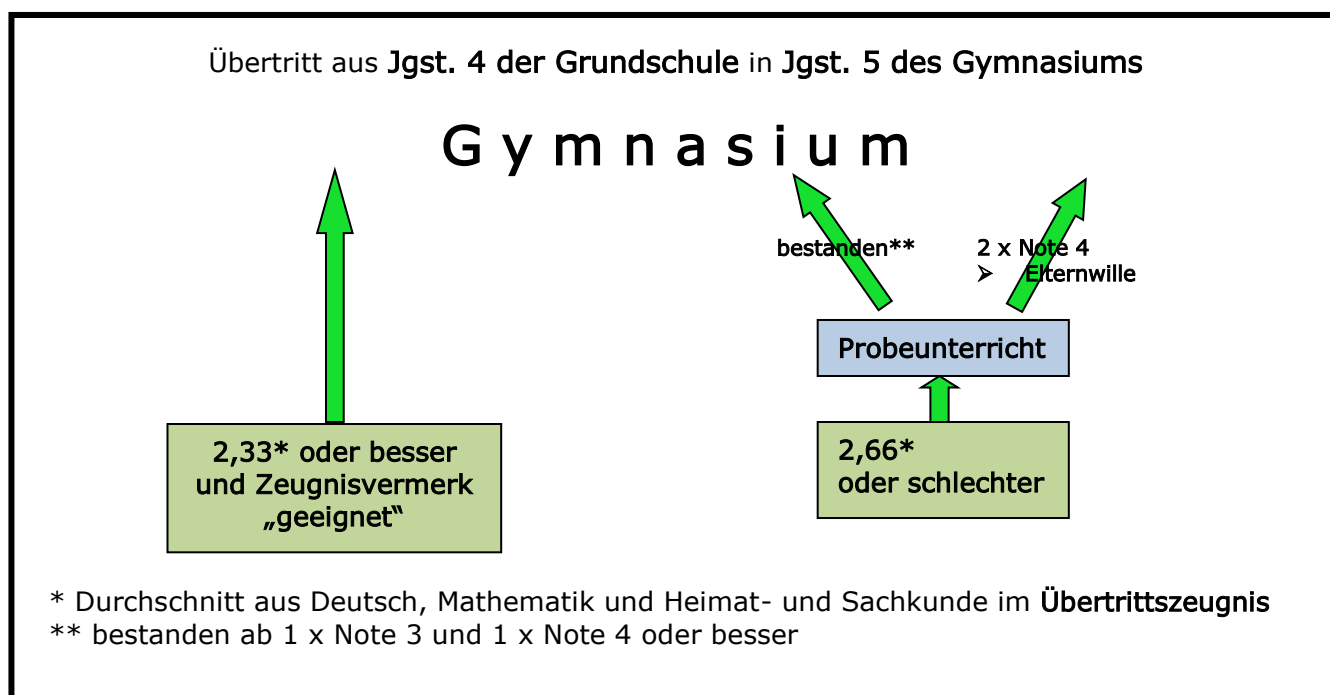 Übertritt aus Jgst. 4 der Grundschule in Jgst. 5 des Gymnasiums
Gymnasium
bestanden**
2 x Note 4
➢ Elternwille
Probeunterricht
2,33* oder besser
und Zeugnisvermerk
„geeignet“
2,66*
oder schlechter
* Durchschnitt aus Deutsch, Mathematik und Heimat- und Sachkunde im Übertrittszeugnis
** bestanden ab 1 x Note 3 und 1 x Note 4 oder besser